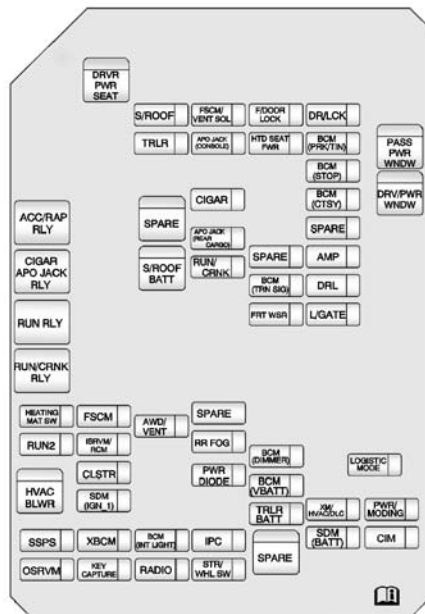 DRVR
PWR
SEAT
S/ROOF
FSCM/
VENT SOL
F/DOOR
LOCK
DR/LCK
TRLR
APO JACK
(CONSOLE)
HTD SEAT
PWR
BCM
(PRK/TIN)
PASS
PWR
WNDW
BCM
(STOP)
DRV/PWR
WNDW
CIGAR
BCM
(CTSY)
ACC/RAP
RLY
SPARE
SPARE
APO JACK
(REAR
CARGO)
CIGAR
APO JACK
RLY
S/ROOF
BATT
RUN/
CRNK
SPARE
AMP
BCM
(TRN SIG)
DRL
RUN RLY
FRT WSR
L/GATE
RUN/CRNK
RLY
HEATING
MAT SW
FSCM
AWD/
VENT
SPARE
RUN2
ISRVM/
RCM
RR FOG
BCM
(DIMMER)
LOGISTIC
MODE
HVAC
BLWR
CLSTR
PWR
DIODE
BCM
(VBATT)
SDM
(IGN_1)
TRLR
BATT
XM/
HVAC/DLC
PWR/
MODING
SSPS
XBCM
BCM
(INT LIGHT)
IPC
SPARE
SDM
(BATT)
CIM
OSRVM
KEY
CAPTURE
RADIO
STR/
WHL SW